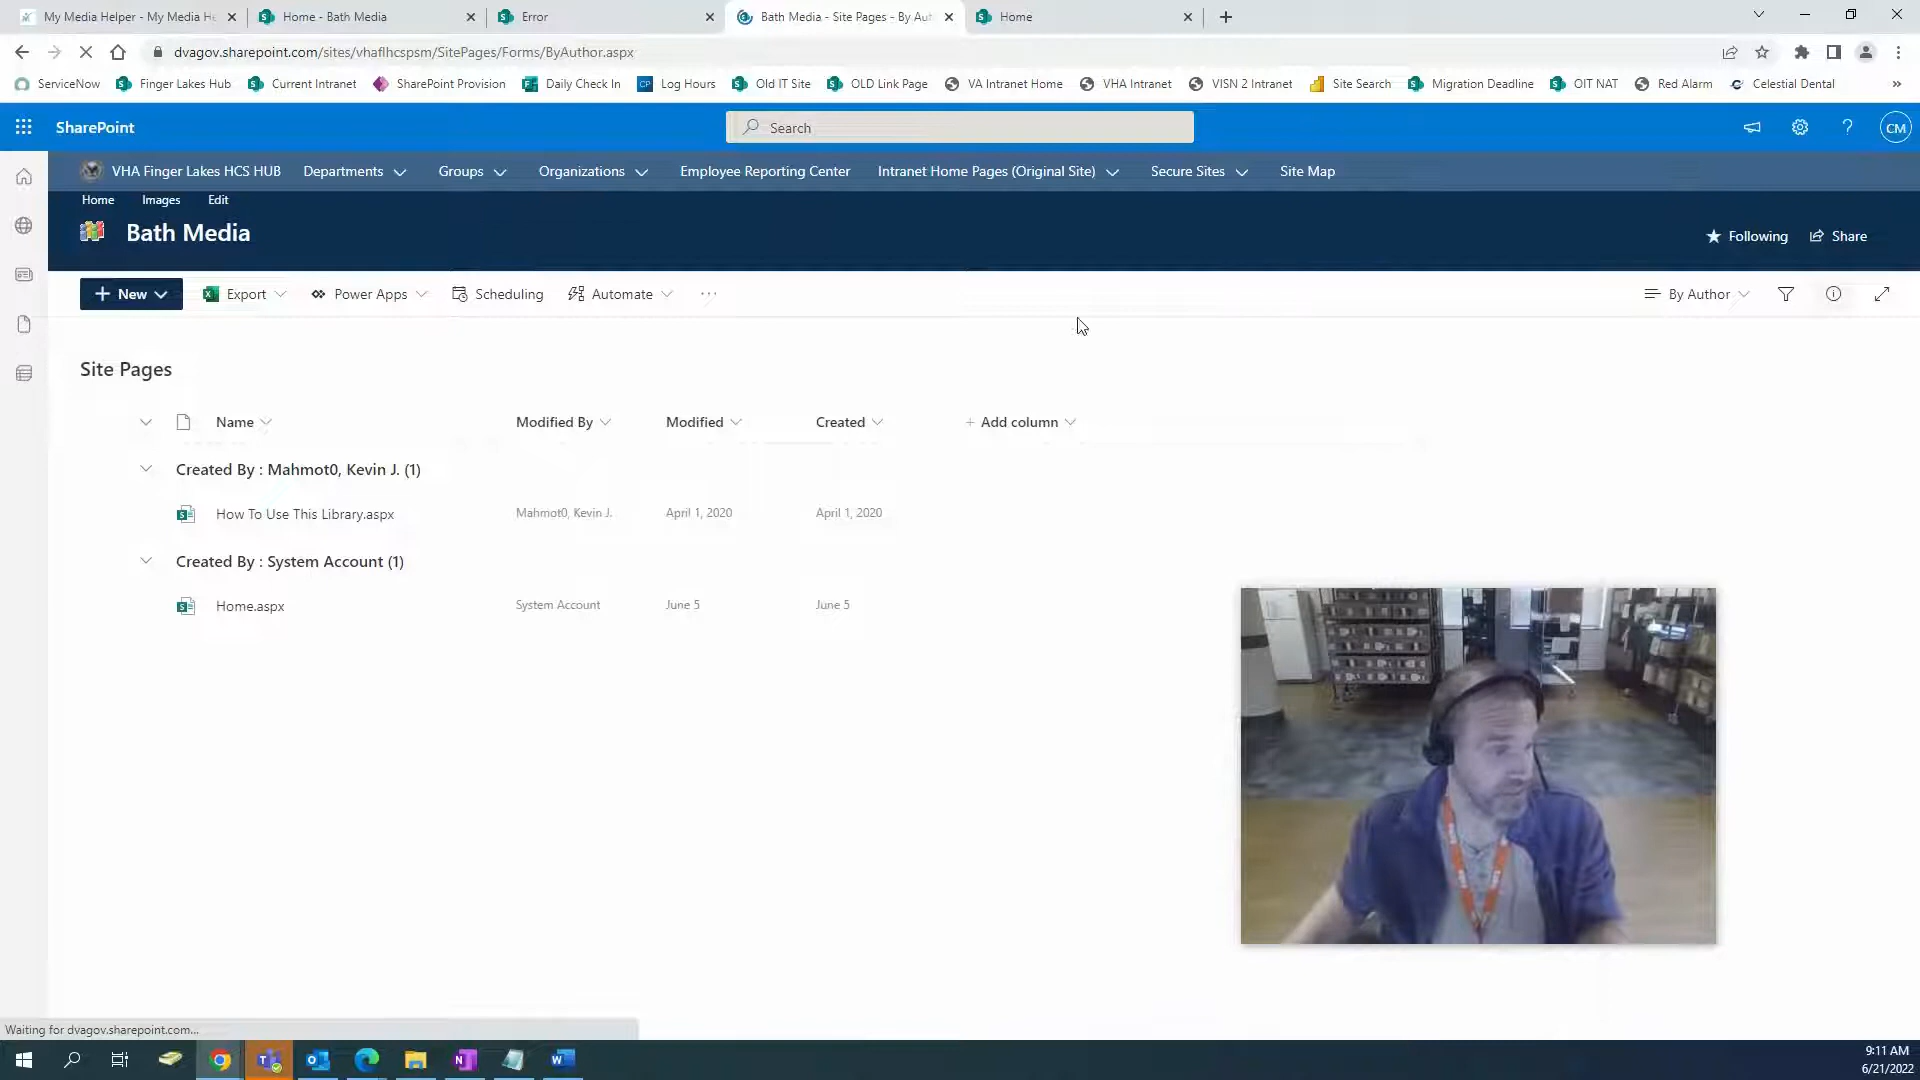 My Media Helper - My Media He
Home - Bath Media
Error
Bath Media - Site Pages - By Aut
Home
dvagov.sharepoint.com/sites/vhaflhcspsm/SitePages/Forms/ByAuthor.aspx
ServiceNow Finger Lakes Hub Current Intranet SharePoint Provision Daily Check In Log Hours Old IT Site OLD Link Page VA Intranet Home VHA Intranet VISN 2 Intranet Site Search Migration Deadline OIT NAT Red Alarm Celestial Dental »
SharePoint
Search
? CM
VHA Finger Lakes HCS HUB Departments Groups Organizations Employee Reporting Center Intranet Home Pages (Original Site) Secure Sites Site Map
Home Images Edit
Bath Media
Following Share
+ New Export Power Apps Scheduling Automate ...
By Author
Site Pages
Name Modified By Modified Created + Add column
Created By : Mahmot0, Kevin J. (1)
How To Use This Library.aspx Mahmot0, Kevin J. April 1, 2020 April 1, 2020
Created By : System Account (1)
Home.aspx System Account June 5 June 5
Waiting for dvagov.sharepoint.com...
9:11 AM
6/21/2022